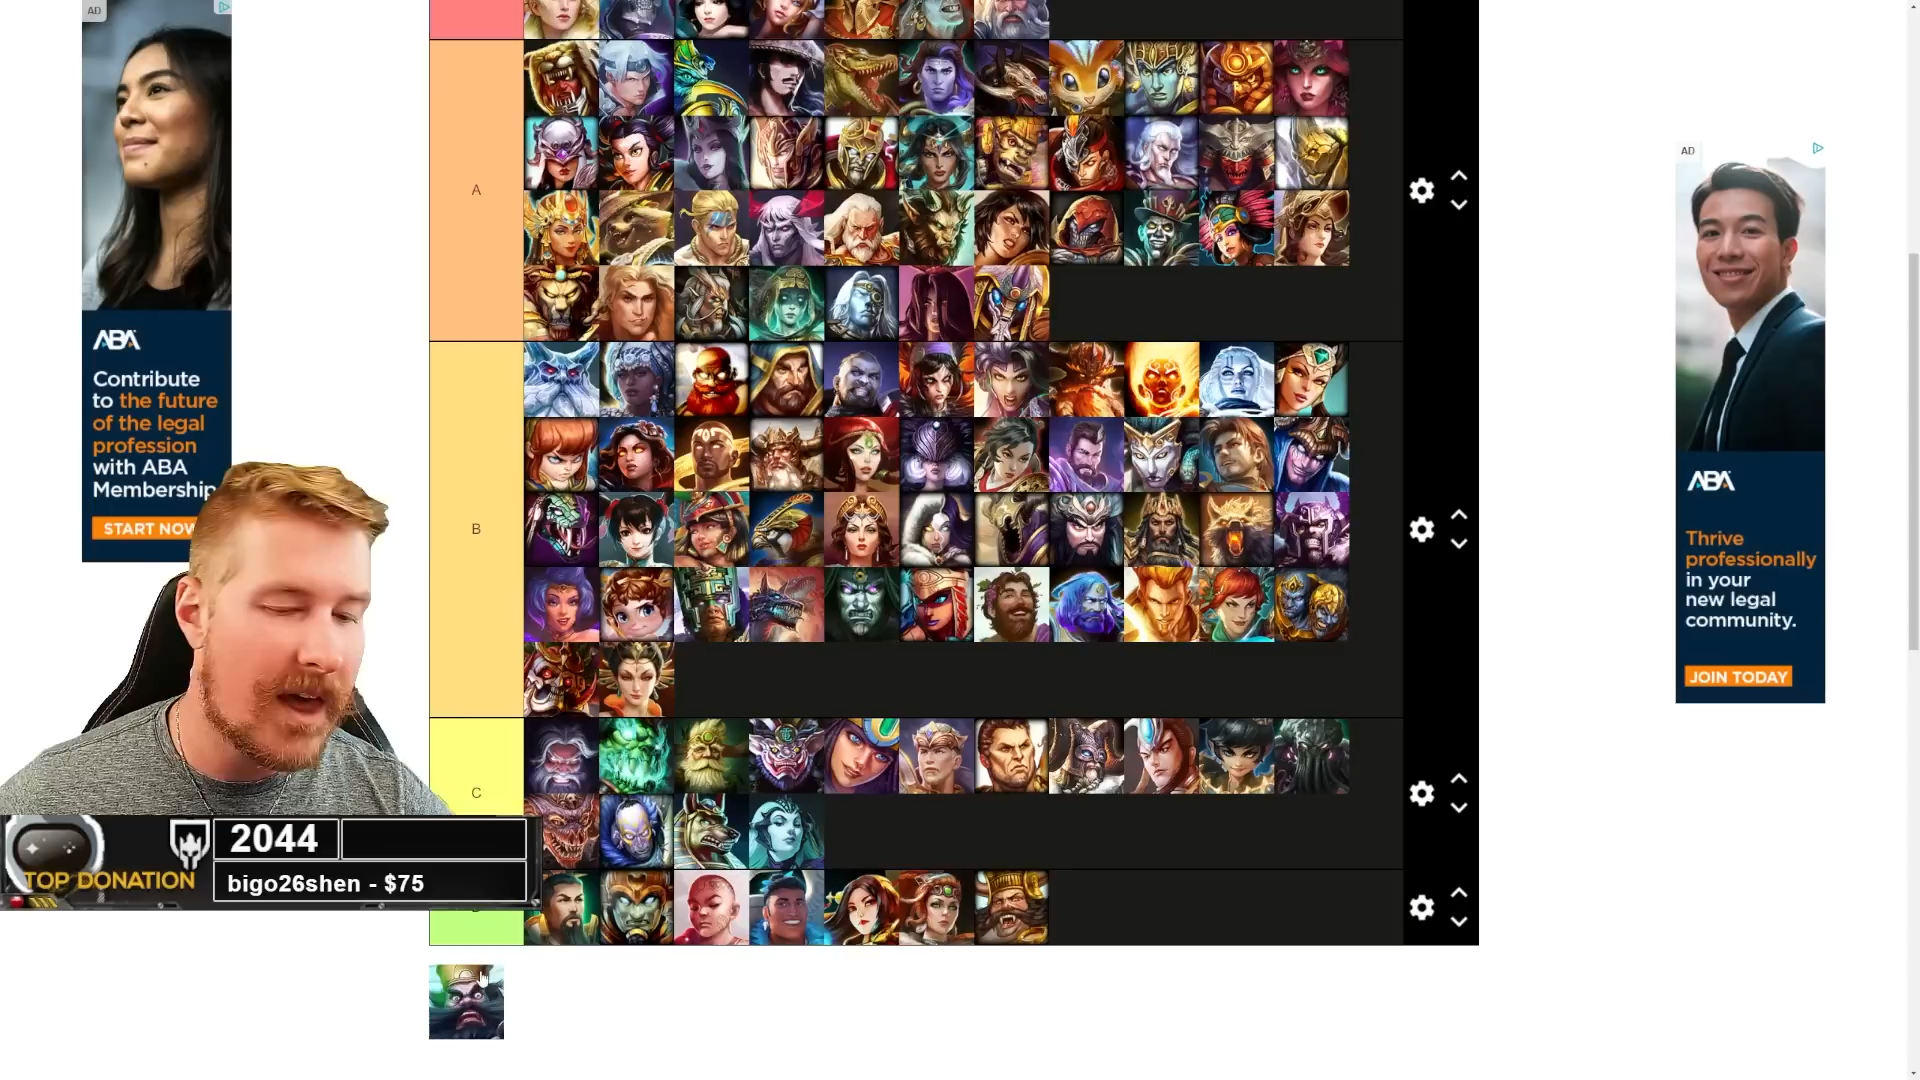 AD
ABA
Contribute
to the future
of the legal
profession
with ABA
Membership
START NOW
A
B
C
2044
TOP DONATION
bigo26shen - $75
AD
ABA
Thrive
professionally
in your
new legal
community.
JOIN TODAY